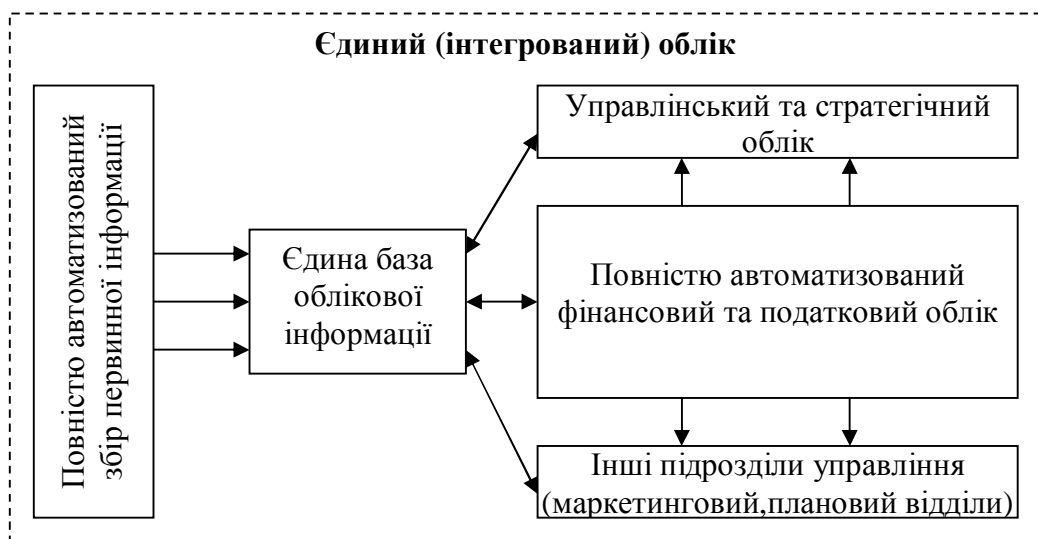 Єдиний (інтегрований) облік
Повністю автоматизований
збір первинної інформації
Єдина база
облікової
інформації
Управлінський та стратегічний
облік
Повністю автоматизований
фінансовий та податковий облік
Інші підрозділи управління
(маркетинговий,плановий відділи)